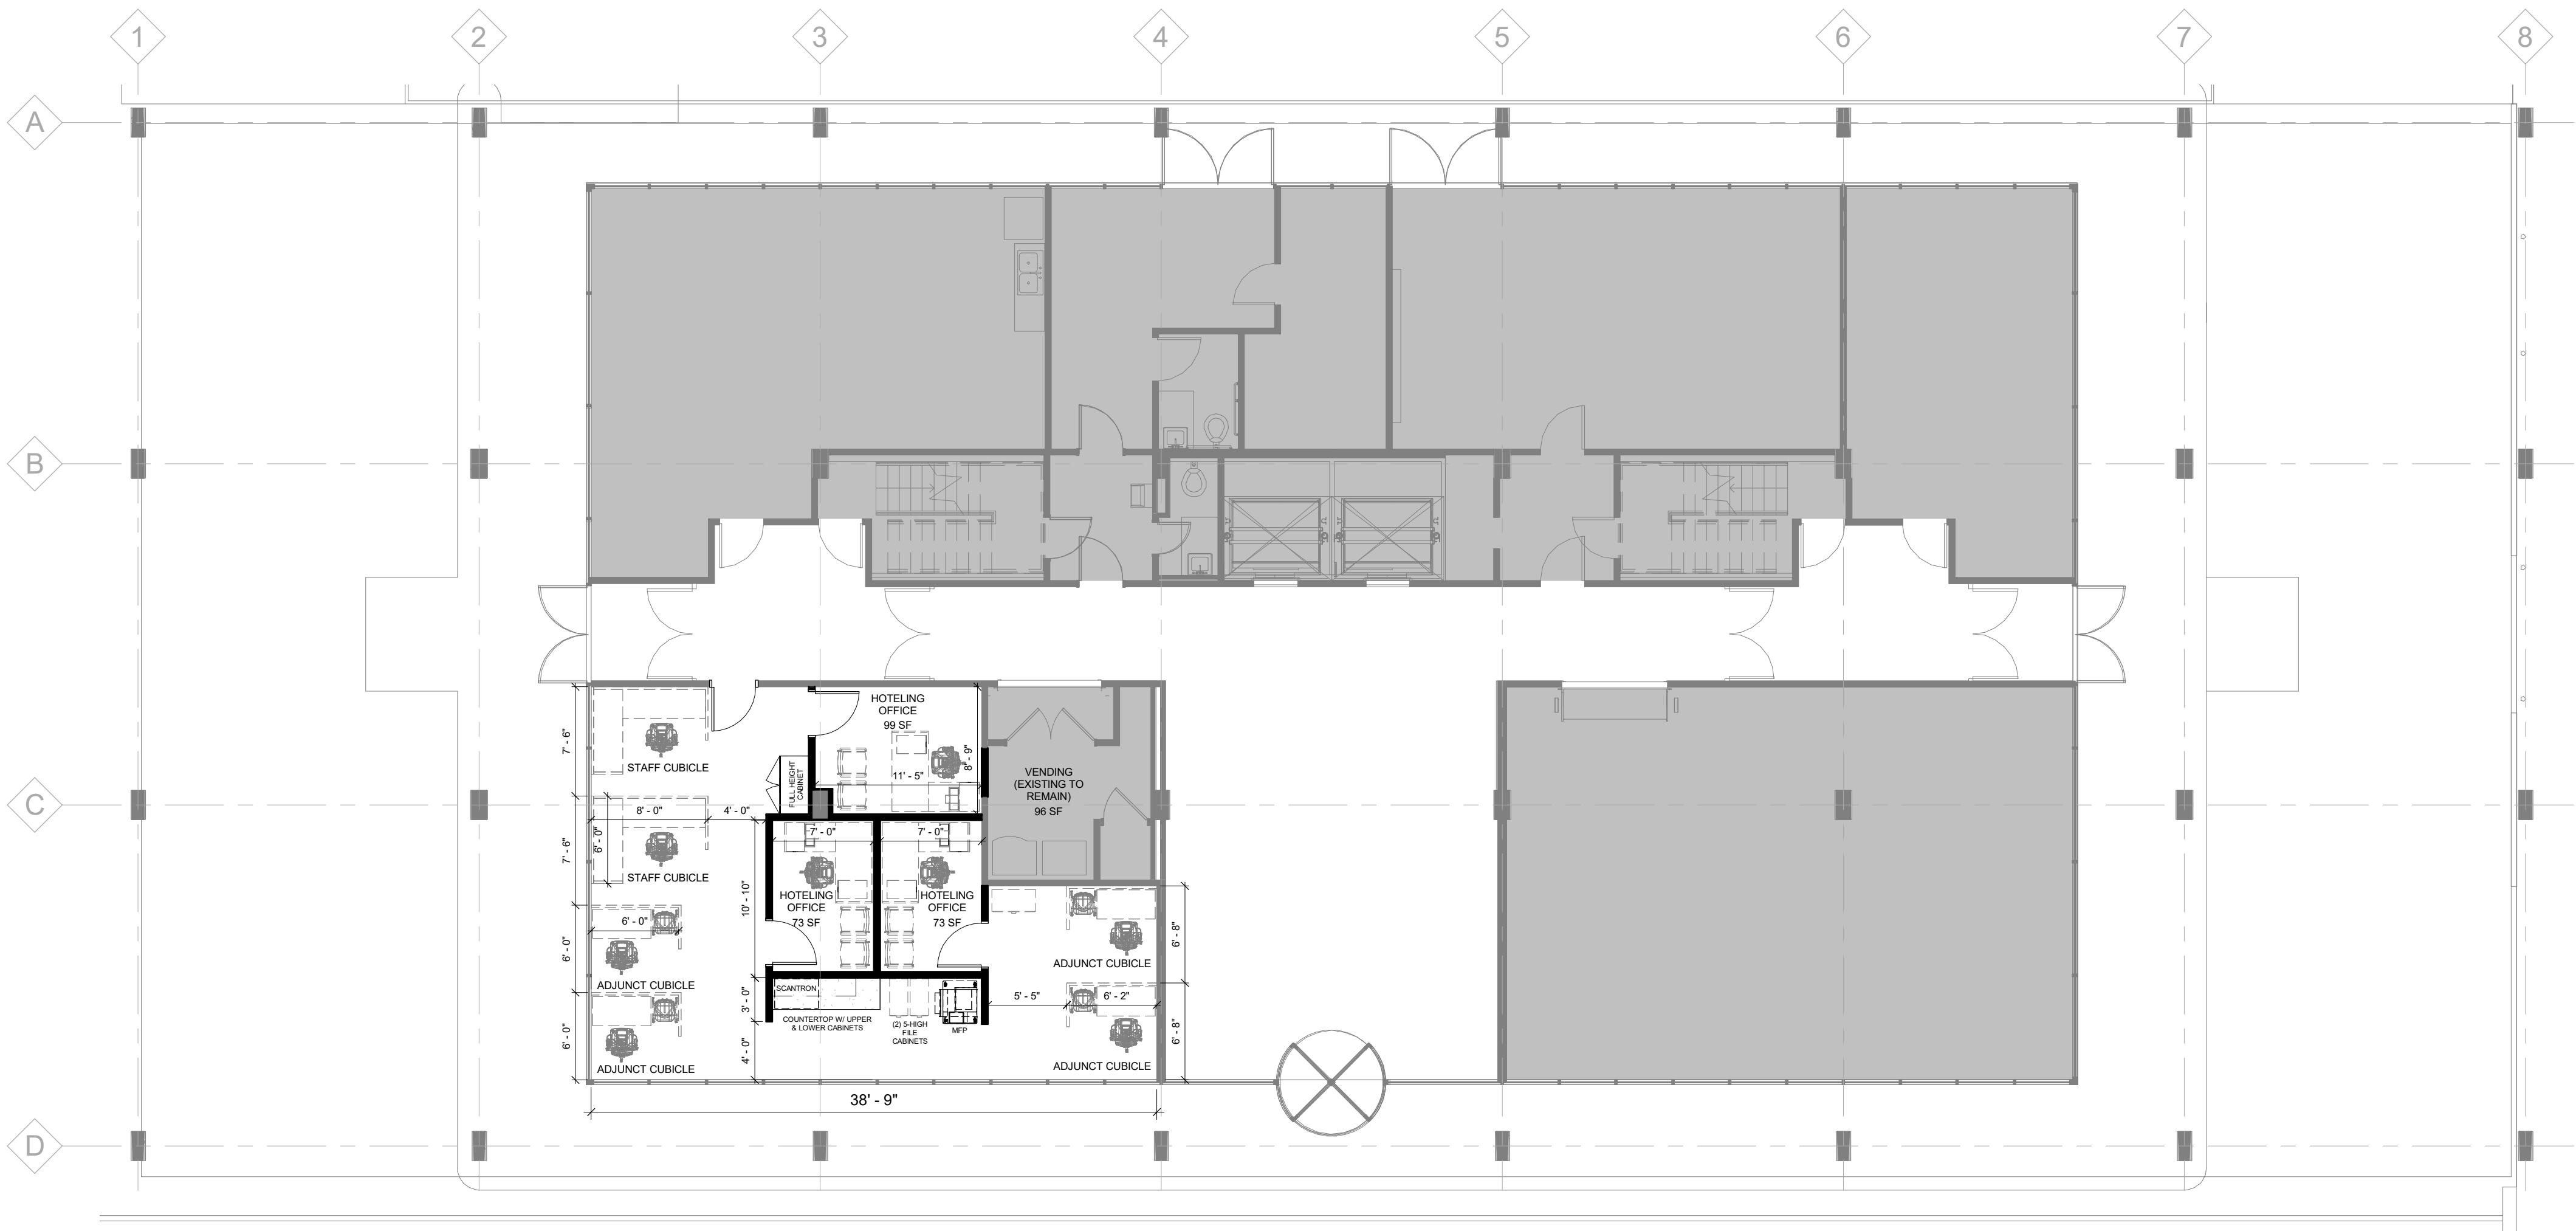 1
2
3
4
5
6
7
8
A
B
C
D
HOTELING
OFFICE
99 SF
7' - 6"
8' - 9"
STAFF CUBICLE
FULL HEIGHT
CABINET
11' - 5"
VENDING
(EXISTING TO
REMAIN)
96 SF
8' - 0"
4' - 0"
7' - 6"
6' - 0"
7' - 0"
7' - 0"
STAFF CUBICLE
10' - 10"
HOTELING
OFFICE
73 SF
HOTELING
OFFICE
73 SF
6' - 0"
6' - 0"
6' - 8"
ADJUNCT CUBICLE
ADJUNCT CUBICLE
SCANTRON
3' - 0"
5' - 5"
6' - 2"
COUNTERTOP W/ UPPER
& LOWER CABINETS
(2) 5-HIGH
FILE
CABINETS
MFP
6' - 0"
4' - 0"
6' - 8"
ADJUNCT CUBICLE
ADJUNCT CUBICLE
38' - 9"